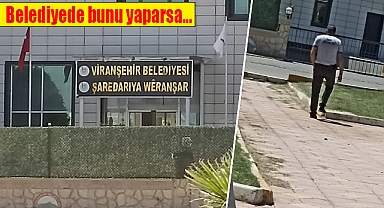 Belediyede bunu yaparsa...
VİRANŞEHİR BELEDİYESİ
ŞAREDARIYA WÊRANŞAR